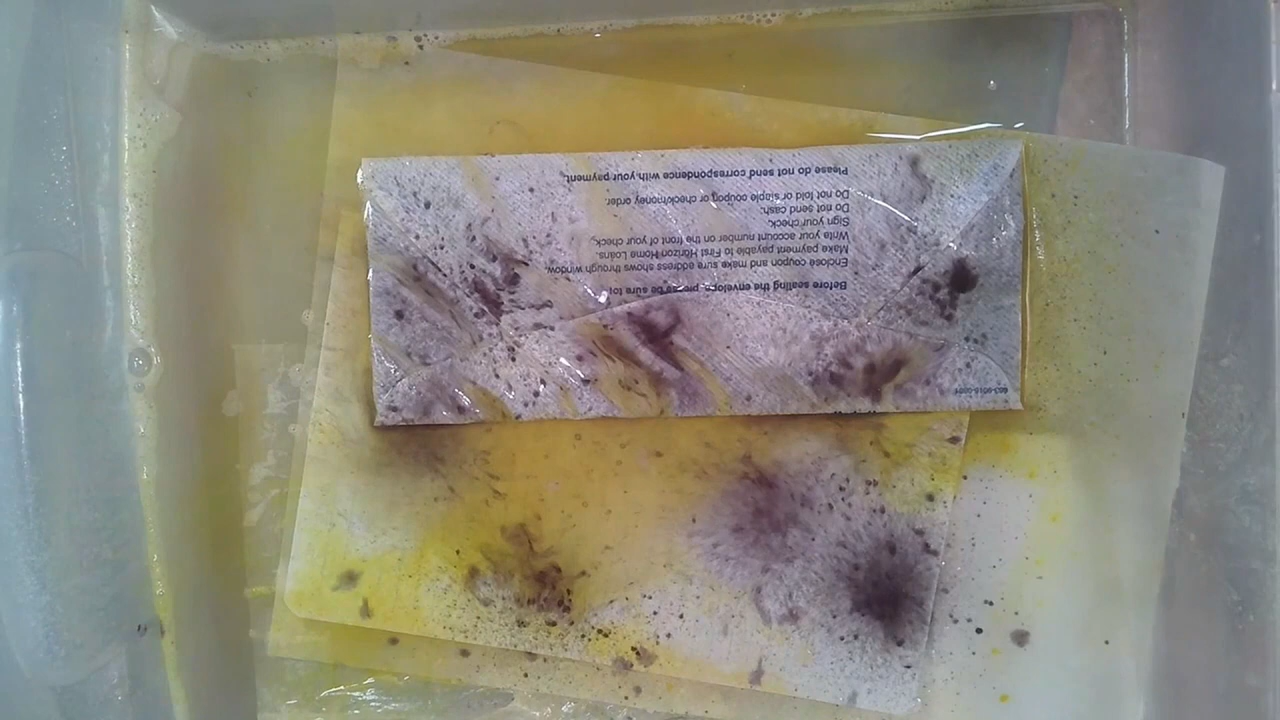 Before sealing the envelope, please be sure to:
Enclose coupon and make sure address shows through window.
Make payment payable to First Horizon Home Loans.
Write your account number on the front of your check.
Sign your check.
Do not send cash.
Do not fold or staple coupon or check/money order.
Please do not send correspondence with your payment.